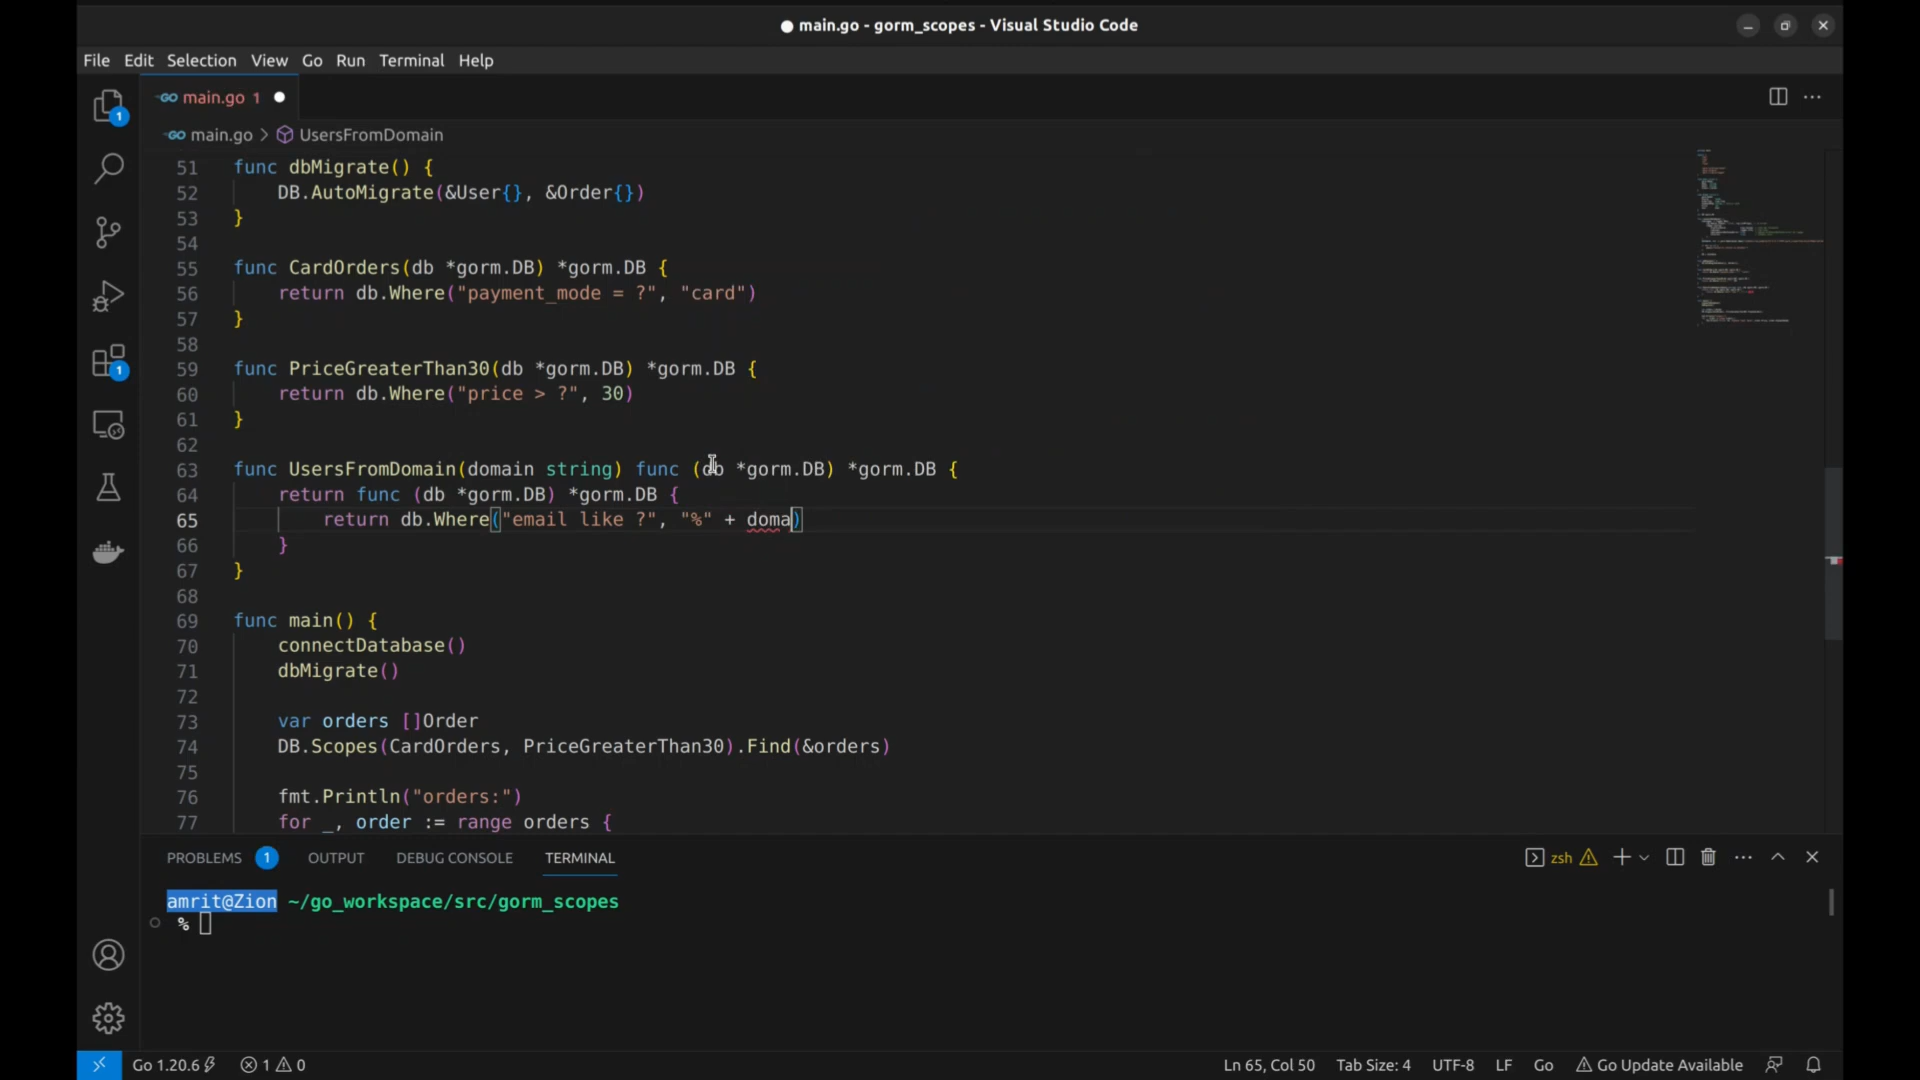 main.go - gorm_scopes - Visual Studio Code
File Edit Selection View Go Run Terminal Help
GO main.go 1
1
GO main.go > UsersFromDomain
51 func dbMigrate() {
52 DB.AutoMigrate(&User{}, &Order{})
53 }
54
55 func CardOrders(db *gorm.DB) *gorm.DB {
56 return db.Where("payment_mode = ?", "card")
57 }
58
59 func PriceGreaterThan30(db *gorm.DB) *gorm.DB {
60 return db.Where("price > ?", 30)
61 }
62
63 func UsersFromDomain(domain string) func (db *gorm.DB) *gorm.DB {
64 return func (db *gorm.DB) *gorm.DB {
65 return db.Where("email like ?", "%" + doma)
66 }
67 }
68
69 func main() {
70 connectDatabase()
71 dbMigrate()
72
73 var orders []Order
74 DB.Scopes(CardOrders, PriceGreaterThan30).Find(&orders)
75
76 fmt.Println("orders:")
77 for _, order := range orders {
1
PROBLEMS 1 OUTPUT DEBUG CONSOLE TERMINAL
zsh
amrit@Zion ~/go_workspace/src/gorm_scopes
%
Go 1.20.6 1 0 Ln 65, Col 50 Tab Size: 4 UTF-8 LF Go Go Update Available